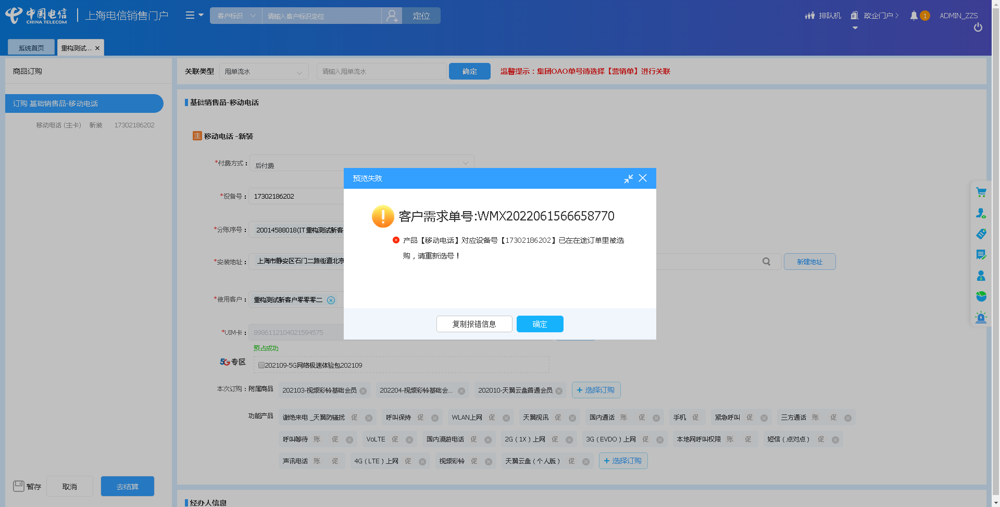 中国电信 CHINA TELECOM 上海电信销售门户 客户标识 请输入客户标识定位 定位 排队机 政企门户 1 ADMIN_ZZS
系统首页 重构测试...
商品订购
订购 基础销售品-移动电话
移动电话 (主卡) 新装 17302186202
关联类型 甩单流水 请输入甩单流水 确定 温馨提示：集团OAO单号请选择【营销单】进行关联
基础销售品-移动电话
主 移动电话 -新装
*付费方式： 后付费
*设备号： 17302186202
*分账序号： 20014588018(IT重构测试新客
*安装地址： 上海市静安区石门二路街道北京 新建地址
*使用客户： 重构测试新客户零零零二
*UIM卡： 8986112104021594575
预占成功
5G专区 202109-5G网络极速体验包202109
本次订购：附属商品 202103-视频彩铃基础会员 202204-视频彩铃基础会... 202010-天翼云盘普通会员 选择订购
功能产品 谢绝来电_天翼防骚扰 促 呼叫保持 促 WLAN上网 促 天翼视讯 促 国内通话 账 促 手机 促 紧急呼叫 促 三方通话 账 促
呼叫等待 账 促 VoLTE 促 国内漫游电话 促 2G（1X）上网 促 3G（EVDO）上网 促 本地网呼叫权限 账 促 短信（点对点） 促
声讯电话 账 促 4G（LTE）上网 促 视频彩铃 促 天翼云盘（个人版） 促 选择订购
预览失败
客户需求单号:WMX2022061566658770
产品【移动电话】对应设备号【17302186202】已在在途订单里被选
购，请重新选号！
复制报错信息 确定
暂存 取消 去结算
经办人信息